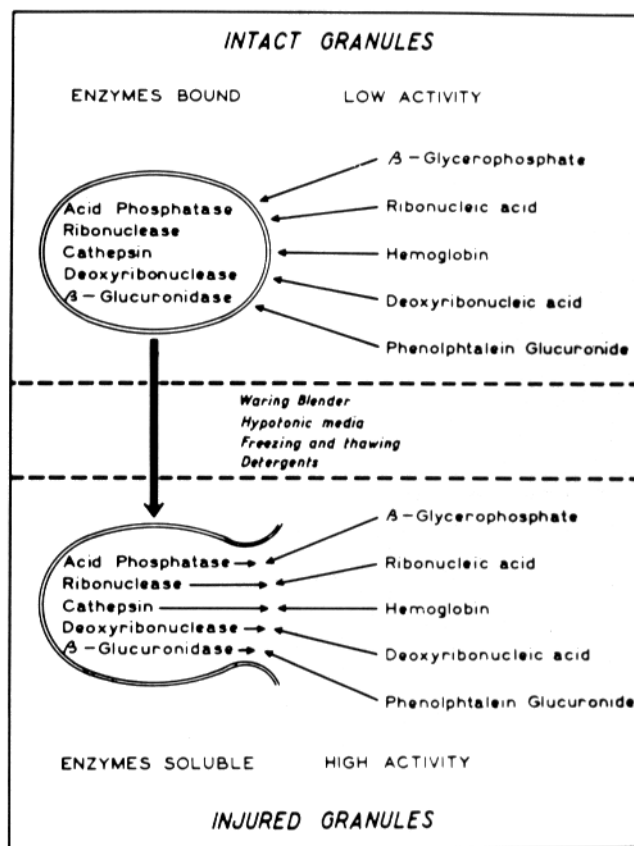 INTACT GRANULES
ENZYMES BOUND LOW ACTIVITY
β-Glycerophosphate
Acid Phosphatase
Ribonucleic acid
Ribonuclease
Cathepsin
Hemoglobin
Deoxyribonuclease
β-Glucuronidase
Deoxyribonucleic acid
Phenolphtalein Glucuronide
Waring Blender
Hypotonic media
Freezing and thawing
Detergents
β-Glycerophosphate
Acid Phosphatase
Ribonucleic acid
Ribonuclease
Cathepsin
Hemoglobin
Deoxyribonuclease
β-Glucuronidase
Deoxyribonucleic acid
Phenolphtalein Glucuronide
ENZYMES SOLUBLE HIGH ACTIVITY
INJURED GRANULES